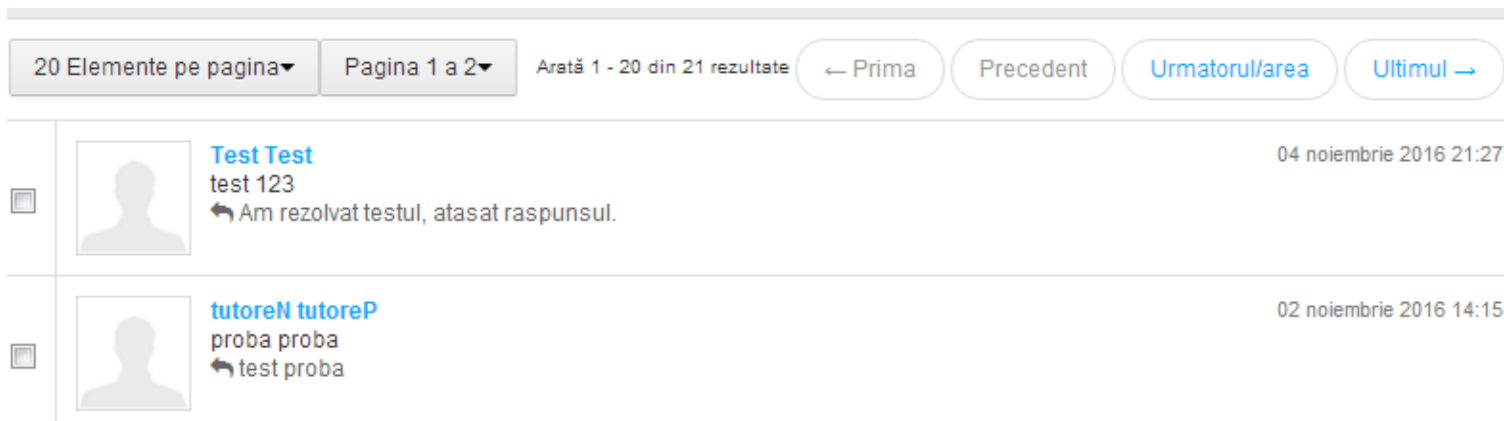 20 Elemente pe pagina▾ Pagina 1 a 2▾ Arată 1 - 20 din 21 rezultate ← Prima Precedent Urmatorul/area Ultimul →
Test Test 04 noiembrie 2016 21:27
test 123
Am rezolvat testul, atasat raspunsul.
tutoreN tutoreP 02 noiembrie 2016 14:15
proba proba
test proba